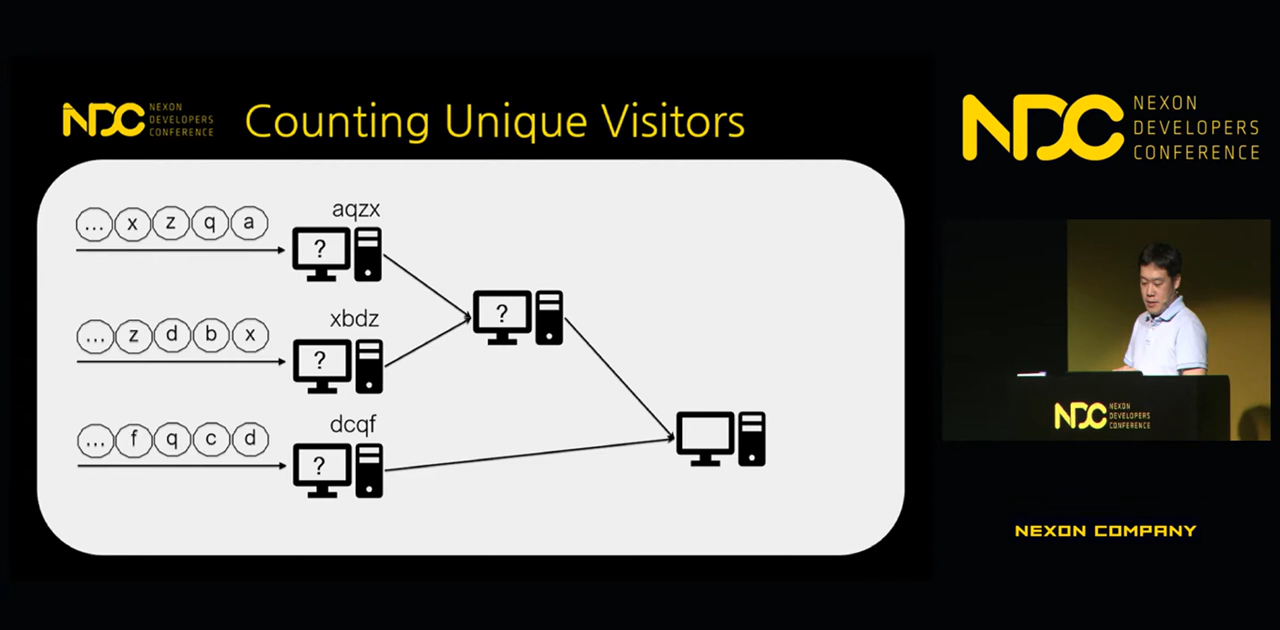 NDC NEXON
DEVELOPERS
CONFERENCE
Counting Unique Visitors
aqzx
... x z q a
?
?
xbdz
... z d b x
?
dcqf
... f q c d
?
NDC NEXON
DEVELOPERS
CONFERENCE
NDC NEXON
DEVELOPERS
CONFERENCE
NEXON COMPANY